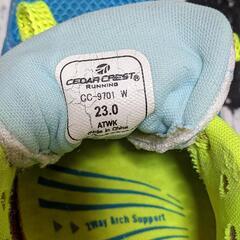 CEDAR CREST®
RUNNING
CC-9701 W
23.0
ATWK
Made in China
2Way Arch Support